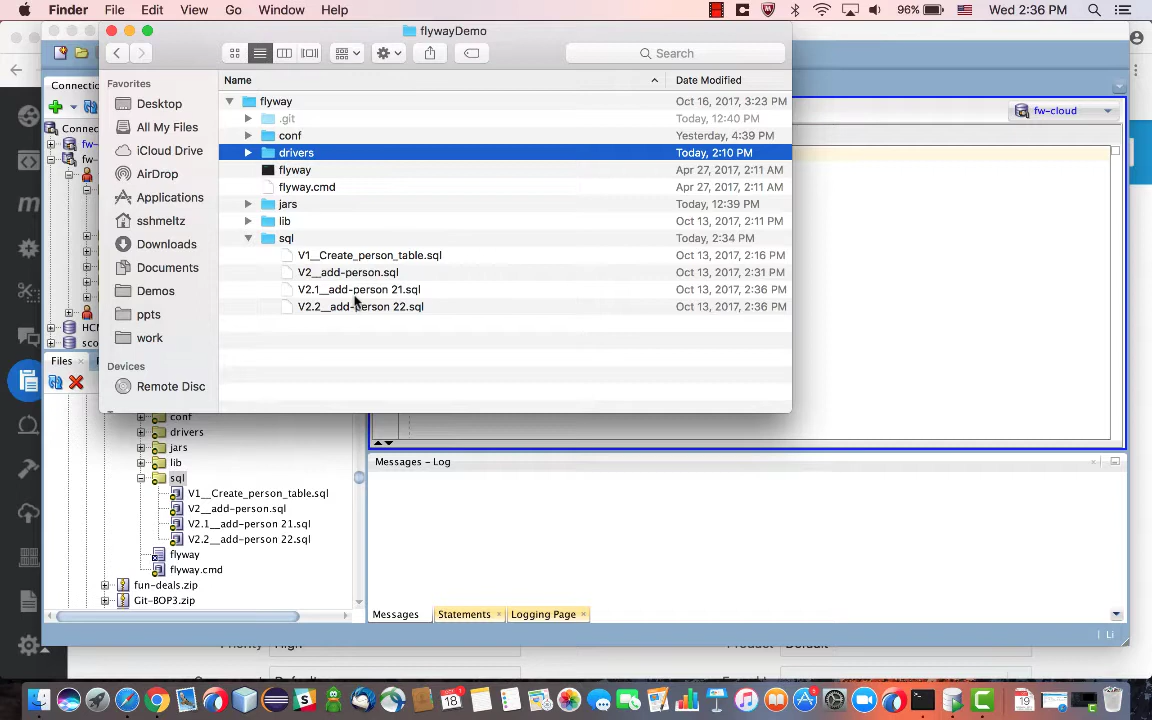 Finder File Edit View Go Window Help 96% Wed 2:36 PM
flywayDemo
Search
Favorites
Desktop
All My Files
iCloud Drive
AirDrop
Applications
sshmeltz
Downloads
Documents
Demos
ppts
work
Devices
Remote Disc
Name Date Modified
flyway Oct 16, 2017, 3:23 PM
.git Today, 12:40 PM
conf Yesterday, 4:39 PM
drivers Today, 2:10 PM
flyway Apr 27, 2017, 2:11 AM
flyway.cmd Apr 27, 2017, 2:11 AM
jars Today, 12:39 PM
lib Oct 13, 2017, 2:11 PM
sql Today, 2:34 PM
V1__Create_person_table.sql Oct 13, 2017, 2:16 PM
V2__add-person.sql Oct 13, 2017, 2:31 PM
V2.1__add-person 21.sql Oct 13, 2017, 2:36 PM
V2.2__add-person 22.sql Oct 13, 2017, 2:36 PM
fw-cloud
Files
conf
drivers
jars
lib
sql
V1__Create_person_table.sql
V2__add-person.sql
V2.1__add-person 21.sql
V2.2__add-person 22.sql
flyway
flyway.cmd
fun-deals.zip
Git-BOP3.zip
Messages - Log
Messages Statements Logging Page
High
18
19